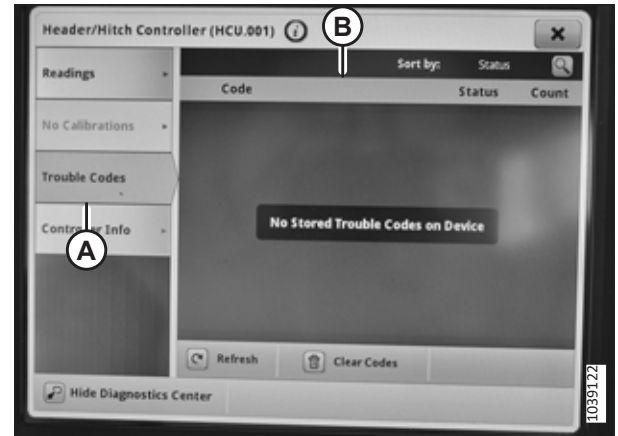 Header/Hitch Controller (HCU.001) i
B
Readings
Sort by: Status
Code Status Count
No Calibrations
Trouble Codes
No Stored Trouble Codes on Device
Controller Info
A
Refresh Clear Codes
Hide Diagnostics Center
1039122